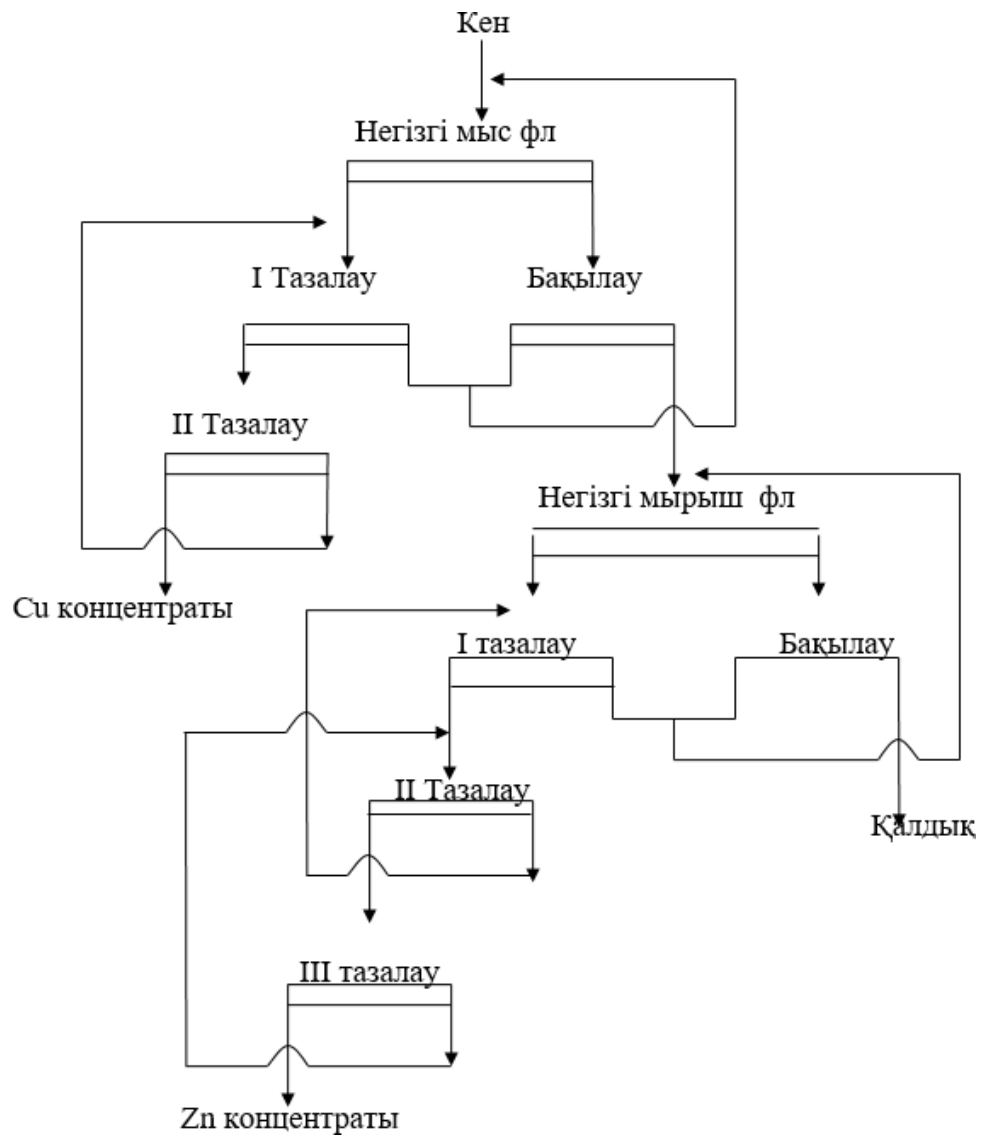 Кен
Негізгі мыс фл
I Тазалау
Бақылау
II Тазалау
Негізгі мырыш фл
Cu концентраты
I тазалау
Бақылау
II Тазалау
Қалдық
III тазалау
Zn концентраты